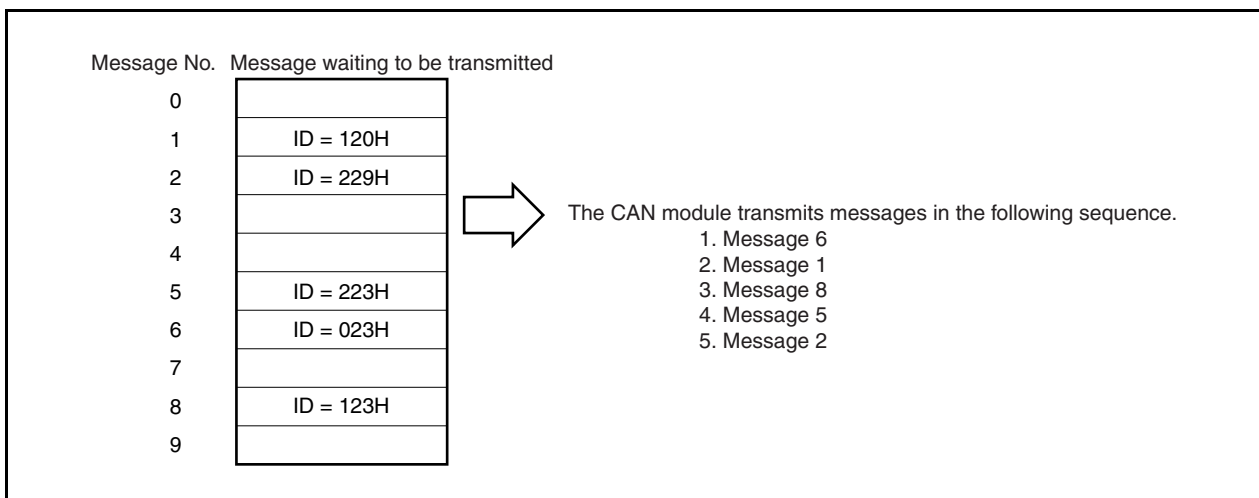 Message No. Message waiting to be transmitted
0
1 ID = 120H
2 ID = 229H
3
4
5 ID = 223H
6 ID = 023H
7
8 ID = 123H
9
The CAN module transmits messages in the following sequence.
1. Message 6
2. Message 1
3. Message 8
4. Message 5
5. Message 2